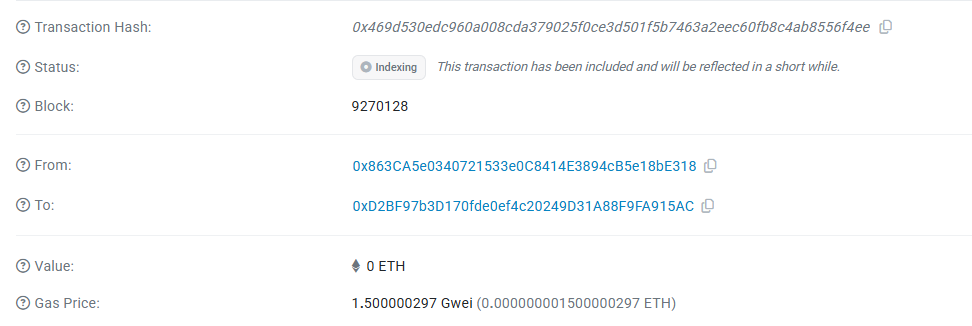 Transaction Hash: 0x469d530edc960a008cda379025f0ce3d501f5b7463a2eec60fb8c4ab8556f4ee
Status: Indexing This transaction has been included and will be reflected in a short while.
Block: 9270128
From: 0x863CA5e0340721533e0C8414E3894cB5e18bE318
To: 0xD2BF97b3D170fde0ef4c20249D31A88F9FA915AC
Value: 0 ETH
Gas Price: 1.500000297 Gwei (0.000000001500000297 ETH)